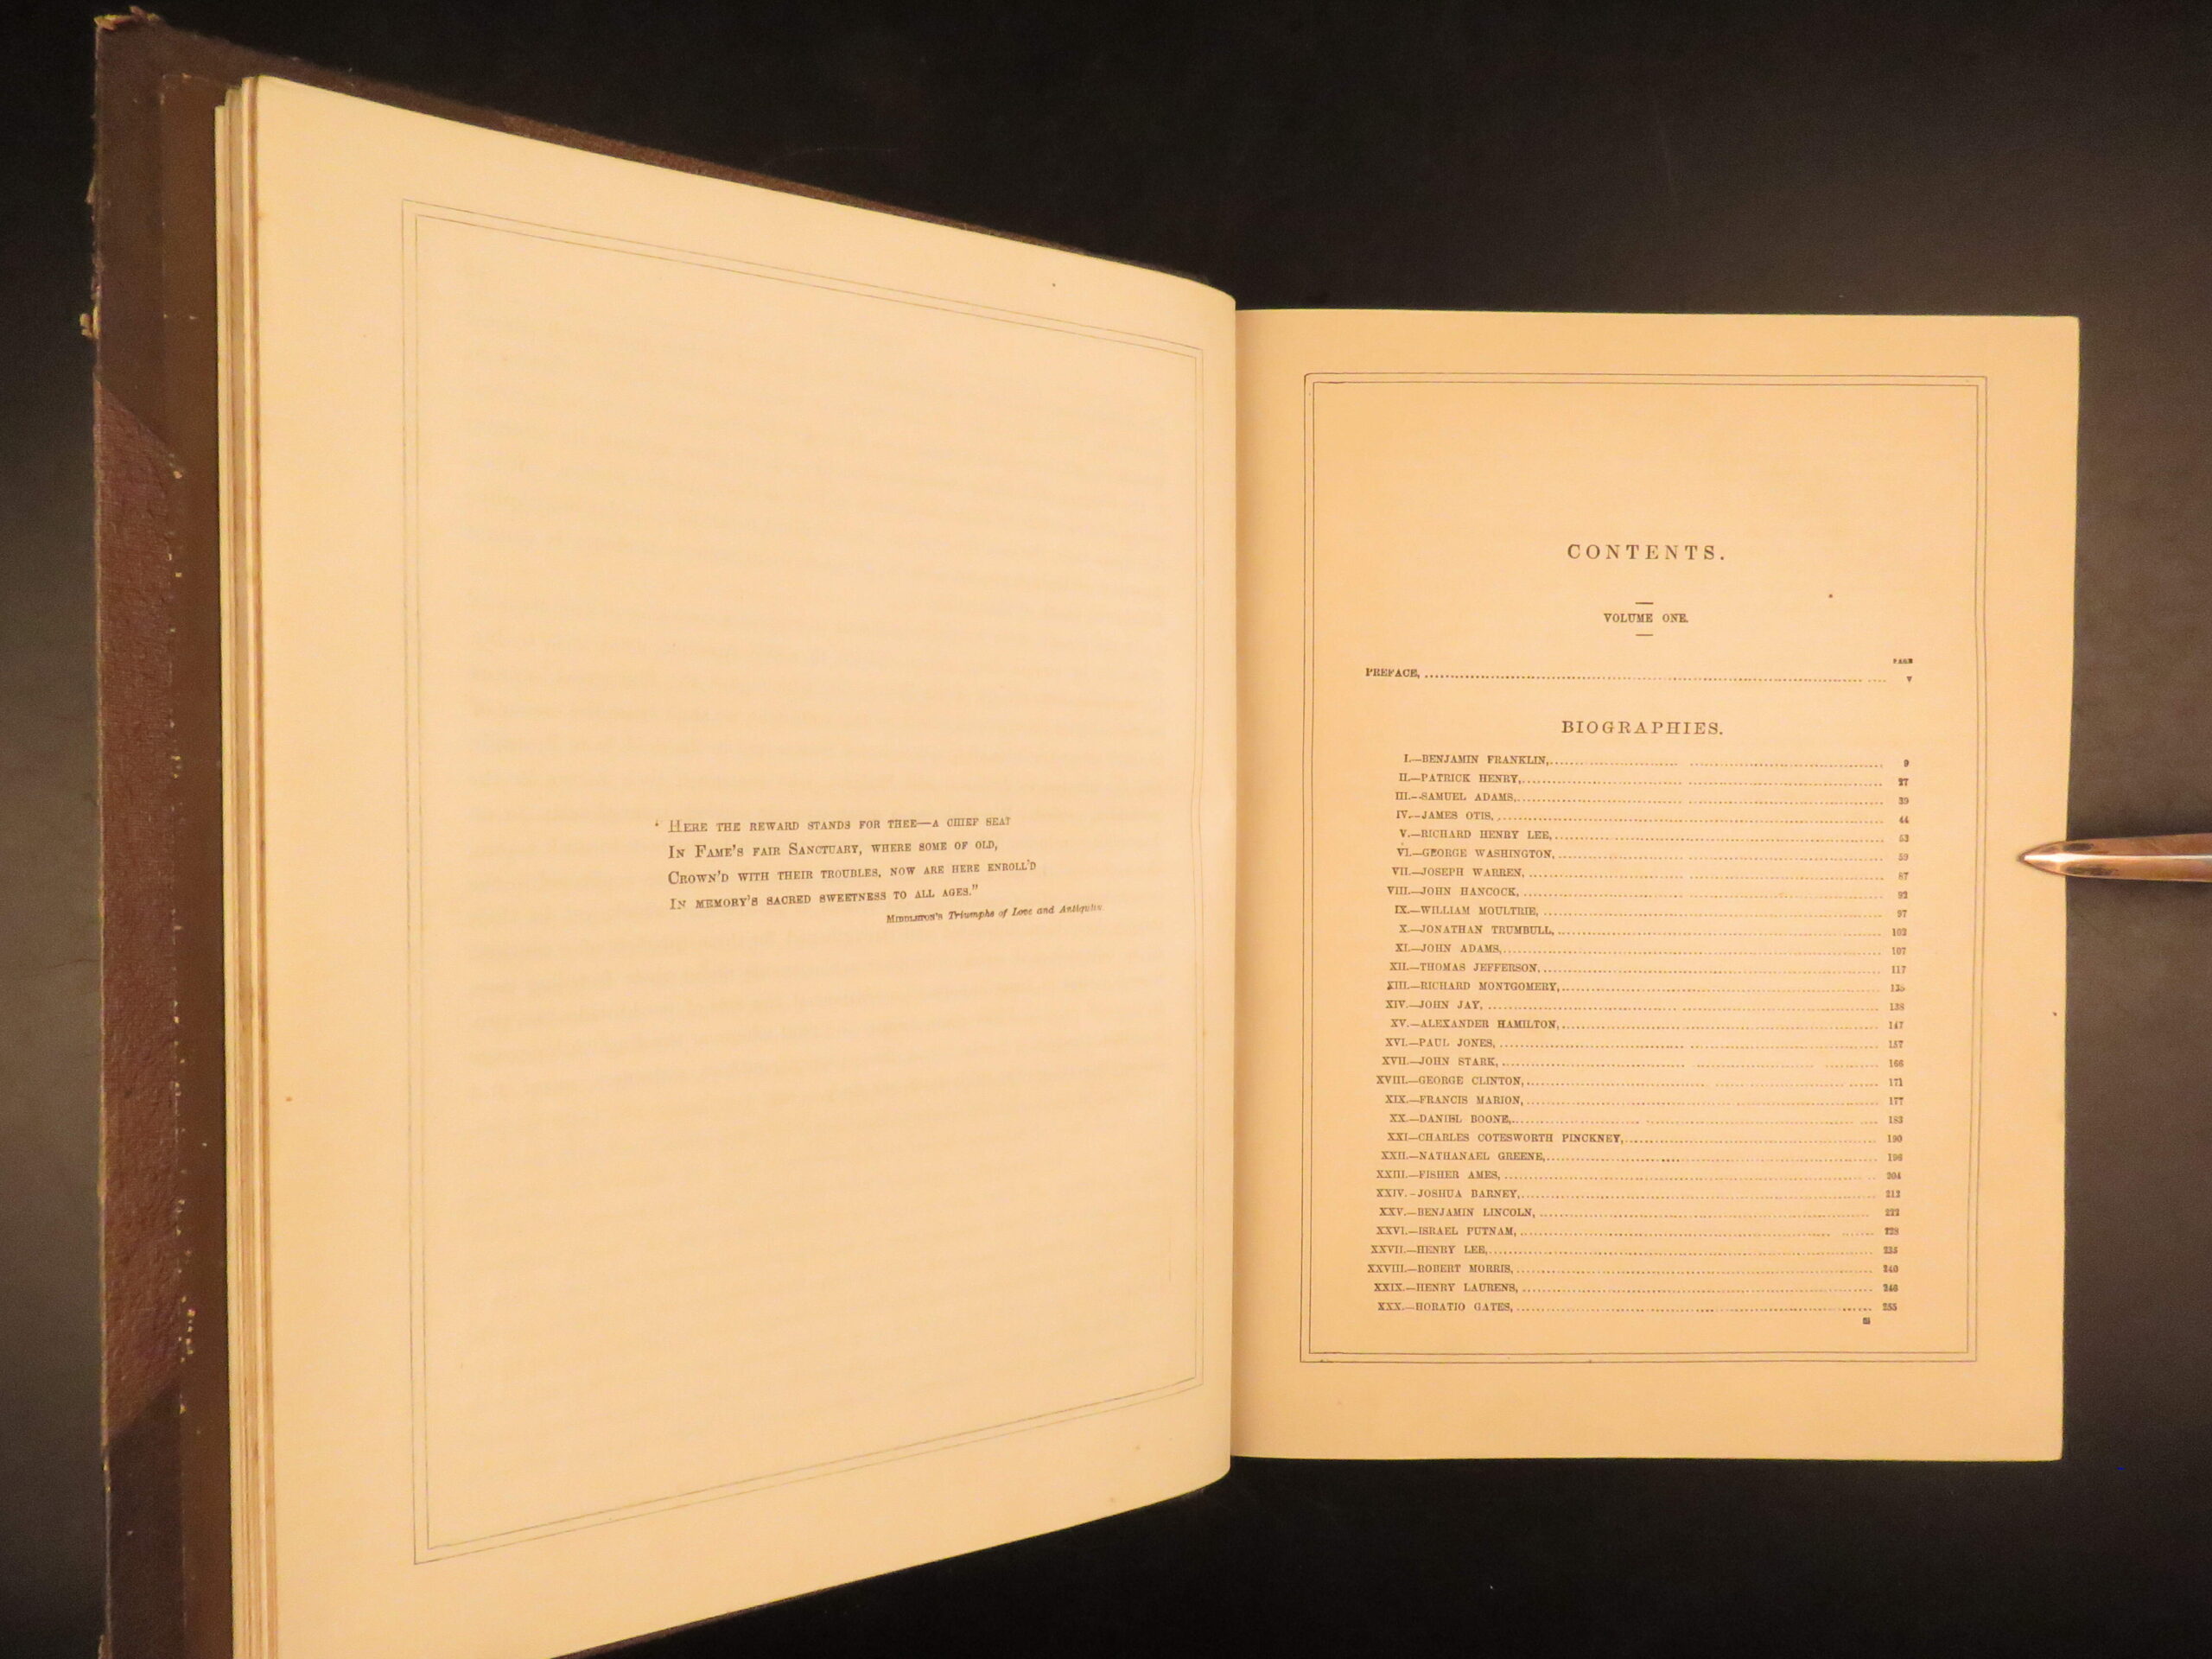 HERE THE REWARD STANDS FOR THEE—A CHIEF SEAT
IN FAME'S FAIR SANCTUARY, WHERE SOME OF OLD,
CROWN'D WITH THEIR TROUBLES, NOW ARE HERE ENROLL'D
IN MEMORY'S SACRED SWEETNESS TO ALL AGES."
MIDDLETON'S Triumphs of Love and Antiquity
CONTENTS.
VOLUME ONE.
PAGE
PREFACE, v
BIOGRAPHIES.
I.—BENJAMIN FRANKLIN, 9
II.—PATRICK HENRY, 27
III.—SAMUEL ADAMS, 39
IV.—JAMES OTIS, 44
V.—RICHARD HENRY LEE, 53
VI.—GEORGE WASHINGTON, 59
VII.—JOSEPH WARREN, 87
VIII.—JOHN HANCOCK, 92
IX.—WILLIAM MOULTRIE, 97
X.—JONATHAN TRUMBULL, 102
XI.—JOHN ADAMS, 107
XII.—THOMAS JEFFERSON, 117
XIII.—RICHARD MONTGOMERY,
XIV.—JOHN JAY, 138
XV.—ALEXANDER HAMILTON, 147
XVI.—PAUL JONES, 157
XVII.—JOHN STARK, 166
XVIII.—GEORGE CLINTON, 171
XIX.—FRANCIS MARION, 177
XX.—DANIEL BOONE, 183
XXI—CHARLES COTESWORTH PINCKNEY, 190
XXII.—NATHANAEL GREENE, 196
XXIII.—FISHER AMES, 204
XXIV.-JOSHUA BARNEY, 212
XXV.—BENJAMIN LINCOLN, 222
XXVI.—ISRAEL PUTNAM, 228
XXVII.—HENRY LEE, 235
XXVIII.—ROBERT MORRIS, 240
XXIX.—HENRY LAURENS, 246
XXX.—HORATIO GATES, 255